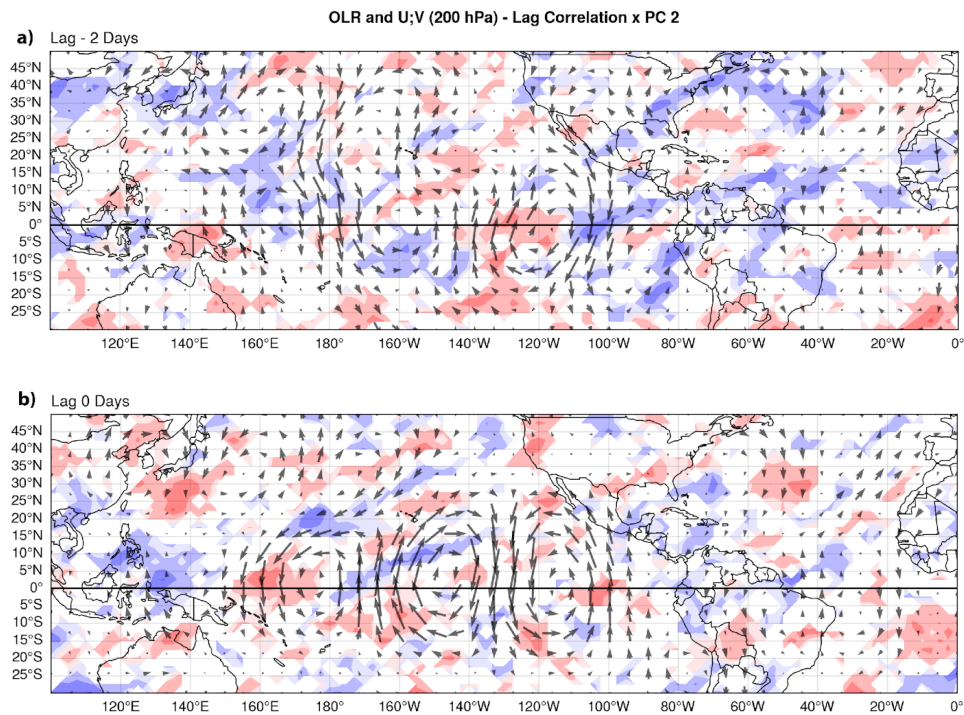 OLR and U;V (200 hPa) - Lag Correlation x PC 2
a) Lag - 2 Days
45°N
40°N
35°N
30°N
25°N
20°N
15°N
10°N
5°N
0°
5°S
10°S
15°S
20°S
25°S
120°E 140°E 160°E 180° 160°W 140°W 120°W 100°W 80°W 60°W 40°W 20°W 0°
b) Lag 0 Days
45°N
40°N
35°N
30°N
25°N
20°N
15°N
10°N
5°N
0°
5°S
10°S
15°S
20°S
25°S
120°E 140°E 160°E 180° 160°W 140°W 120°W 100°W 80°W 60°W 40°W 20°W 0°